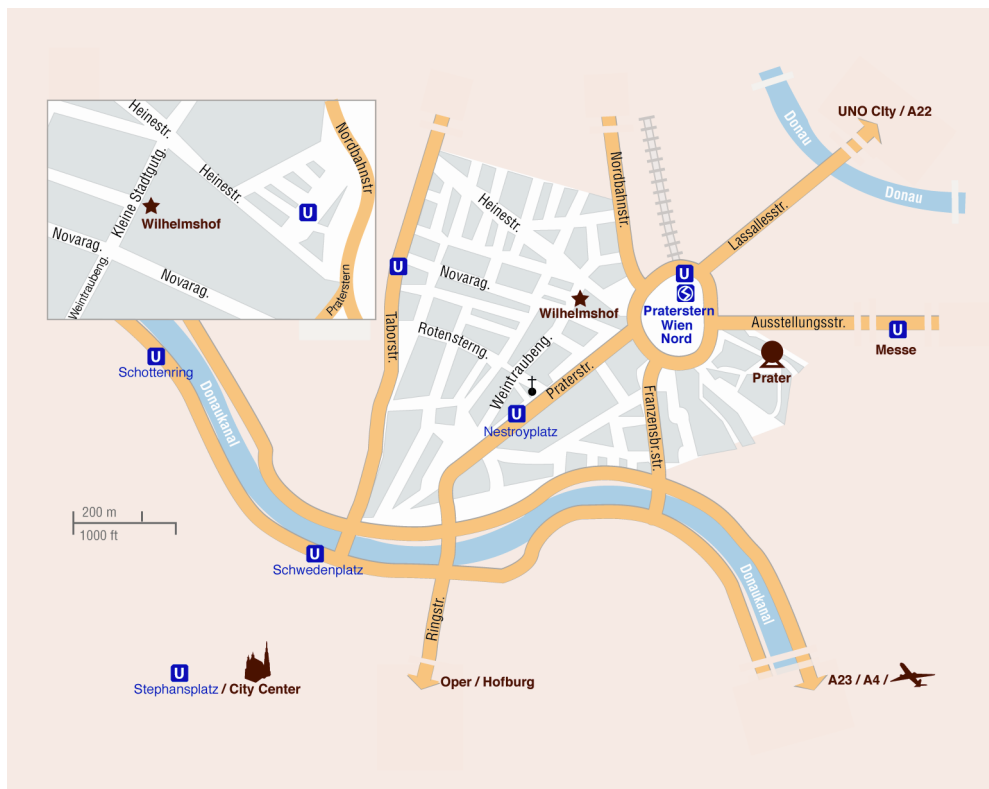 Heinestr.
Kleine Stadtgutg.
Heinestr.
Nordbahnstr
U
Wilhelmshof
Novarag.
Weintraubeng.
Novarag.
Praterstern
Donau
UNO CIty / A22
Donau
Lassallesstr.
Nordbahnstr.
Heinestr.
U
Novarag.
Wilhelmshof
U
S
Praterstern
Wien
Nord
Ausstellungsstr.
U
Messe
Prater
Taborstr.
Rotensterng.
Weintraubeng.
Praterstr.
U
Nestroyplatz
Franzensbr.str.
U
Schottenring
Donaukanal
200 m
1000 ft
U
Schwedenplatz
Donaukanal
Ringstr.
U
Stephansplatz / City Center
Oper / Hofburg
A23 / A4 /